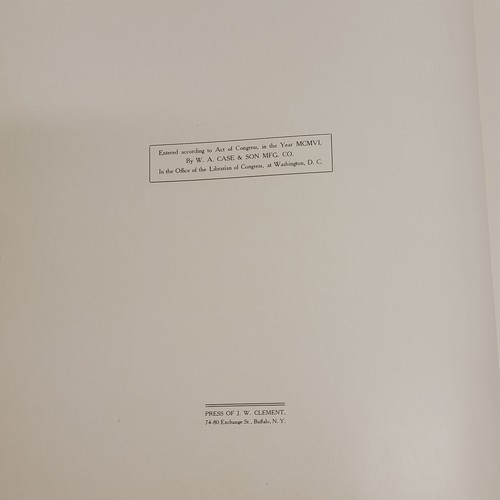 Entered according to Act of Congress, in the Year MCMVI,
By W. A. CASE & SON MFG. CO.
In the Office of the Librarian of Congress, at Washington, D. C.
PRESS OF J. W. CLEMENT,
74-80 Exchange St., Buffalo, N. Y.